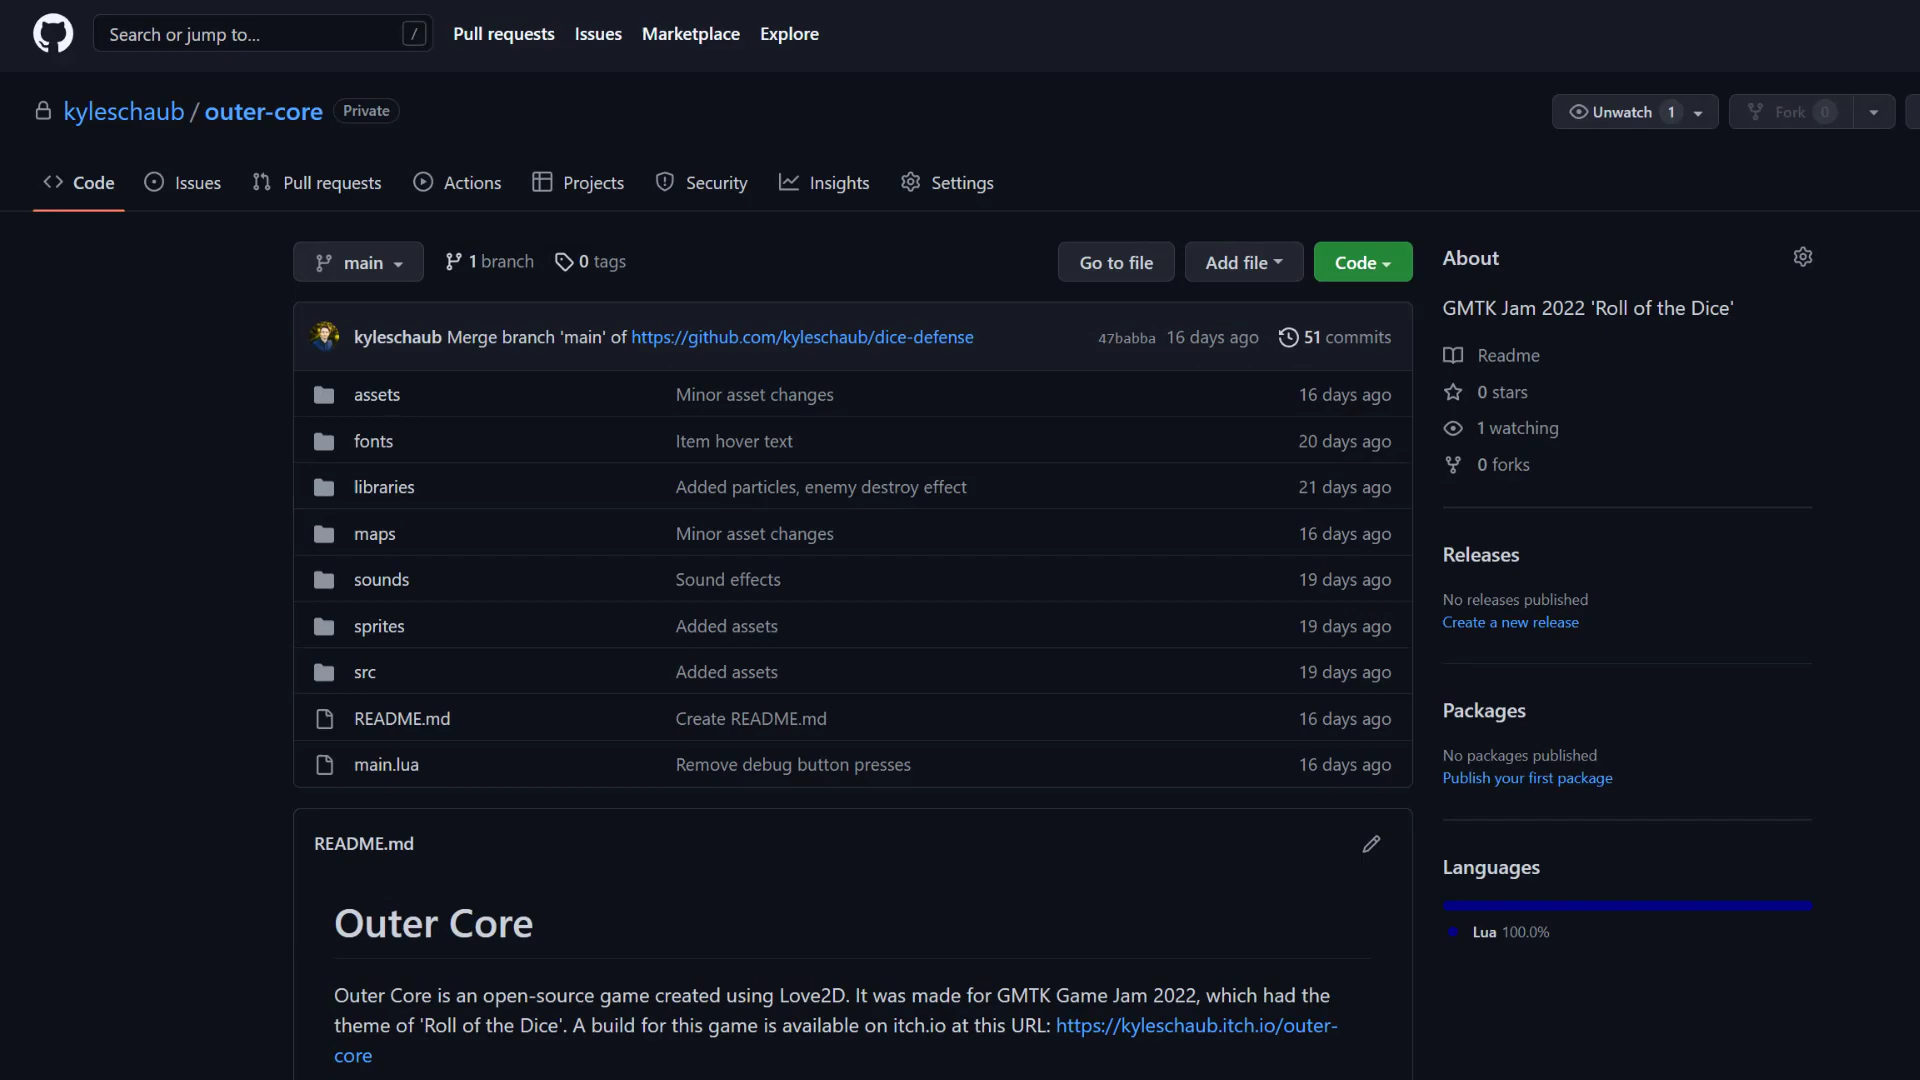 Search or jump to... /
Pull requests Issues Marketplace Explore
kyleschaub / outer-core Private
Unwatch 1 Fork 0
Code Issues Pull requests Actions Projects Security Insights Settings
main 1 branch 0 tags Go to file Add file Code
kyleschaub Merge branch 'main' of https://github.com/kyleschaub/dice-defense 47babba 16 days ago 51 commits
assets Minor asset changes 16 days ago
fonts Item hover text 20 days ago
libraries Added particles, enemy destroy effect 21 days ago
maps Minor asset changes 16 days ago
sounds Sound effects 19 days ago
sprites Added assets 19 days ago
src Added assets 19 days ago
README.md Create README.md 16 days ago
main.lua Remove debug button presses 16 days ago
README.md
Outer Core
Outer Core is an open-source game created using Love2D. It was made for GMTK Game Jam 2022, which had the
theme of 'Roll of the Dice'. A build for this game is available on itch.io at this URL: https://kyleschaub.itch.io/outer-
core
About
GMTK Jam 2022 'Roll of the Dice'
Readme
0 stars
1 watching
0 forks
Releases
No releases published
Create a new release
Packages
No packages published
Publish your first package
Languages
Lua 100.0%